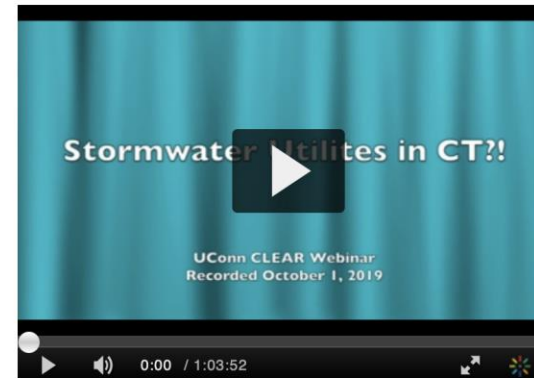 Stormwater Utilites in CT?!
UConn CLEAR Webinar
Recorded October 1, 2019
0:00 / 1:03:52